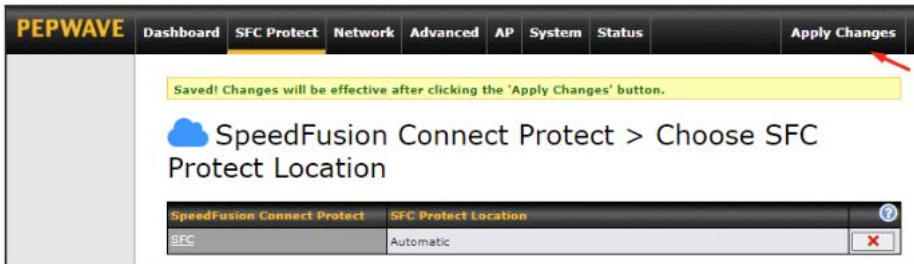 PEPWAVE Dashboard SFC Protect Network Advanced AP System Status Apply Changes
Saved! Changes will be effective after clicking the 'Apply Changes' button.
SpeedFusion Connect Protect > Choose SFC
Protect Location
SpeedFusion Connect Protect SFC Protect Location ?
SFC Automatic X